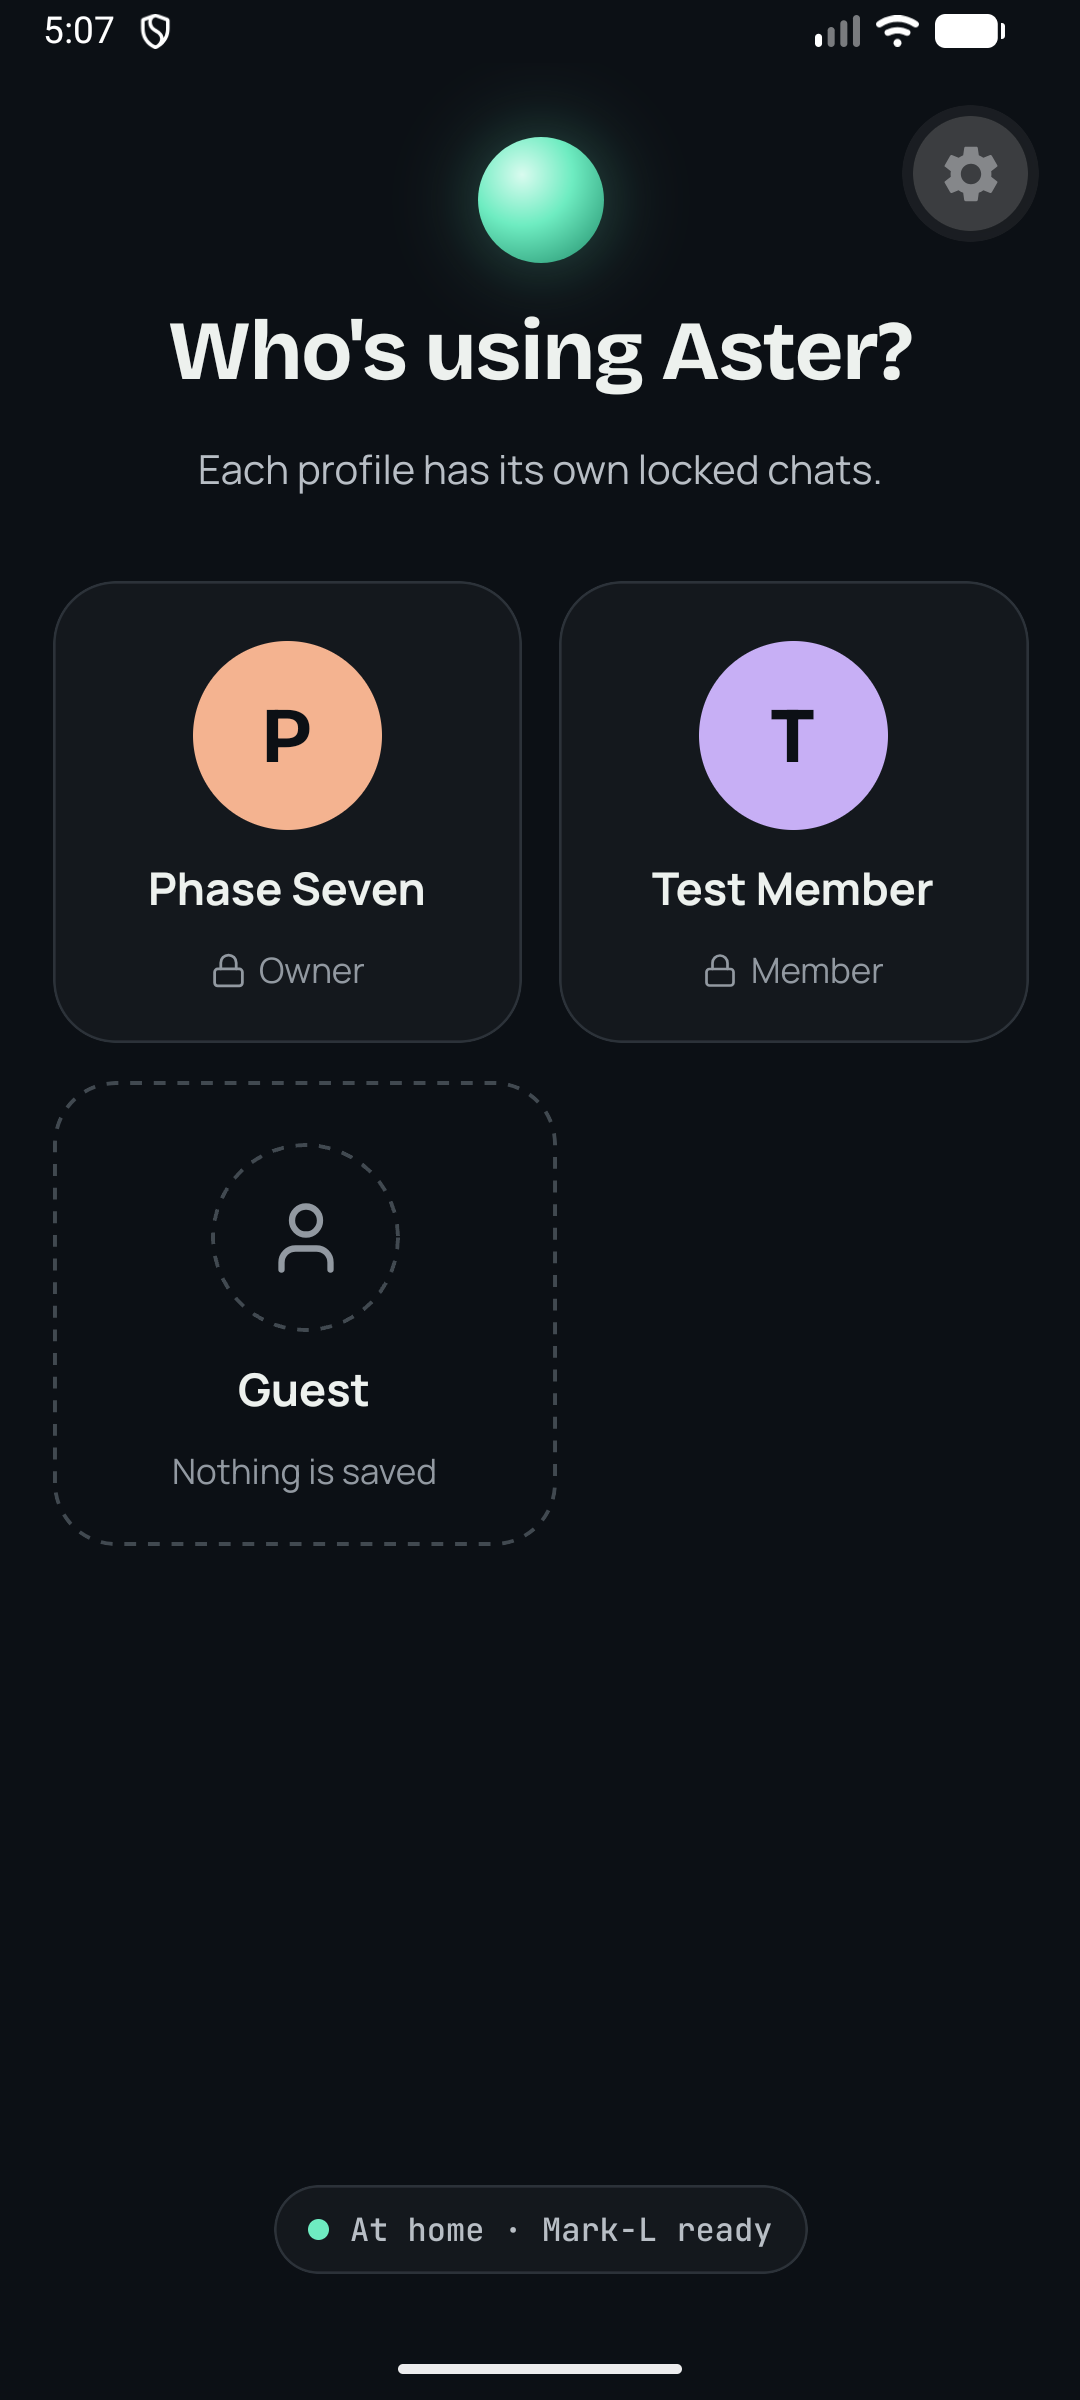 5:07
Who's using Aster?
Each profile has its own locked chats.
P
T
Phase Seven
Test Member
Owner
Member
Guest
Nothing is saved
At home · Mark-L ready